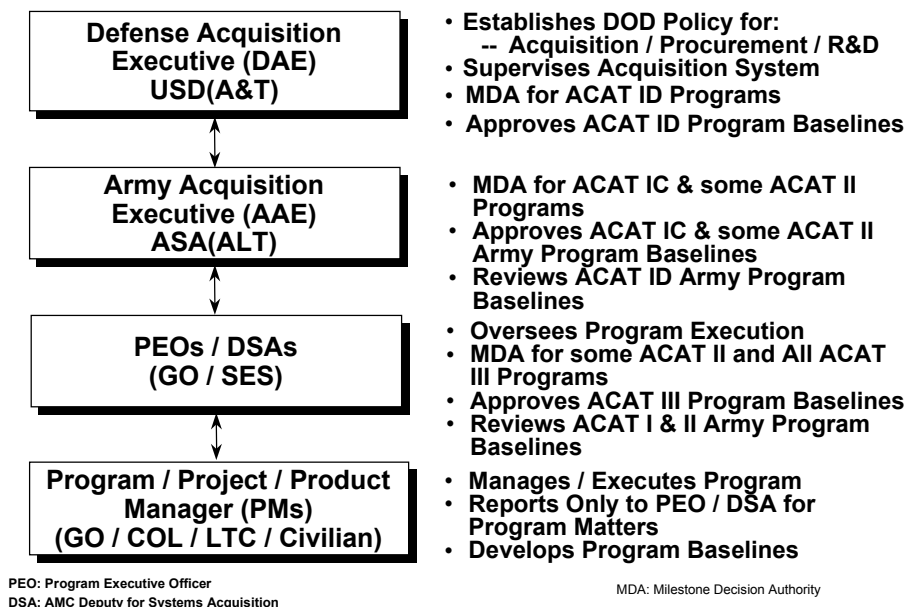 Defense Acquisition
Executive (DAE)
USD(A&T)
• Establishes DOD Policy for:
-- Acquisition / Procurement / R&D
• Supervises Acquisition System
• MDA for ACAT ID Programs
• Approves ACAT ID Program Baselines
Army Acquisition
Executive (AAE)
ASA(ALT)
• MDA for ACAT IC & some ACAT II
Programs
• Approves ACAT IC & some ACAT II
Army Program Baselines
• Reviews ACAT ID Army Program
Baselines
PEOs / DSAs
(GO / SES)
• Oversees Program Execution
• MDA for some ACAT II and All ACAT
III Programs
• Approves ACAT III Program Baselines
• Reviews ACAT I & II Army Program
Baselines
Program / Project / Product
Manager (PMs)
(GO / COL / LTC / Civilian)
• Manages / Executes Program
• Reports Only to PEO / DSA for
Program Matters
• Develops Program Baselines
PEO: Program Executive Officer
DSA: AMC Deputy for Systems Acquisition
MDA: Milestone Decision Authority